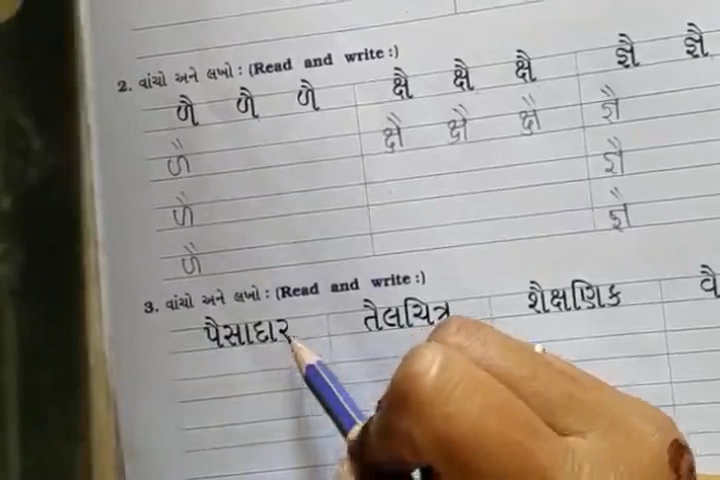 2. વાંચો અને લખો : (Read and write :)
ળૈ ળૈ ળૈ ક્ષૈ ક્ષૈ ક્ષૈ જ્ઞૈ જ્ઞૈ
ક્ષૈ ક્ષૈ ક્ષૈ જ્ઞૈ
ળૈ જ્ઞૈ
ળૈ જ્ઞૈ
ળૈ
3. વાંચો અને લખો : (Read and write :)
પૈસાદાર તૈલચિત્ર શૈક્ષણિક વૈ